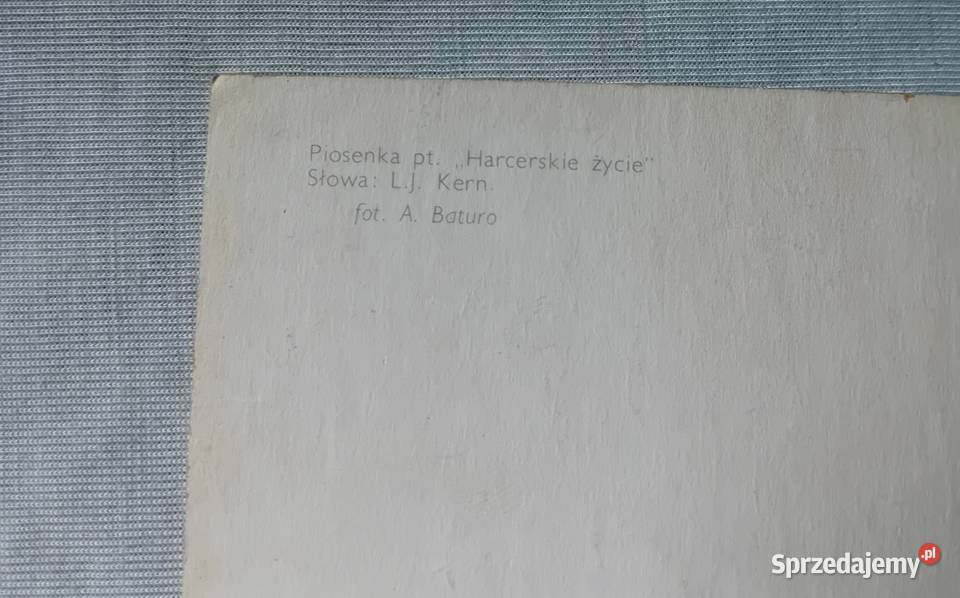 Piosenka pt. „Harcerskie życie"
Słowa: L.J. Kern.
fot. A. Baturo
Sprzedajemy.pl